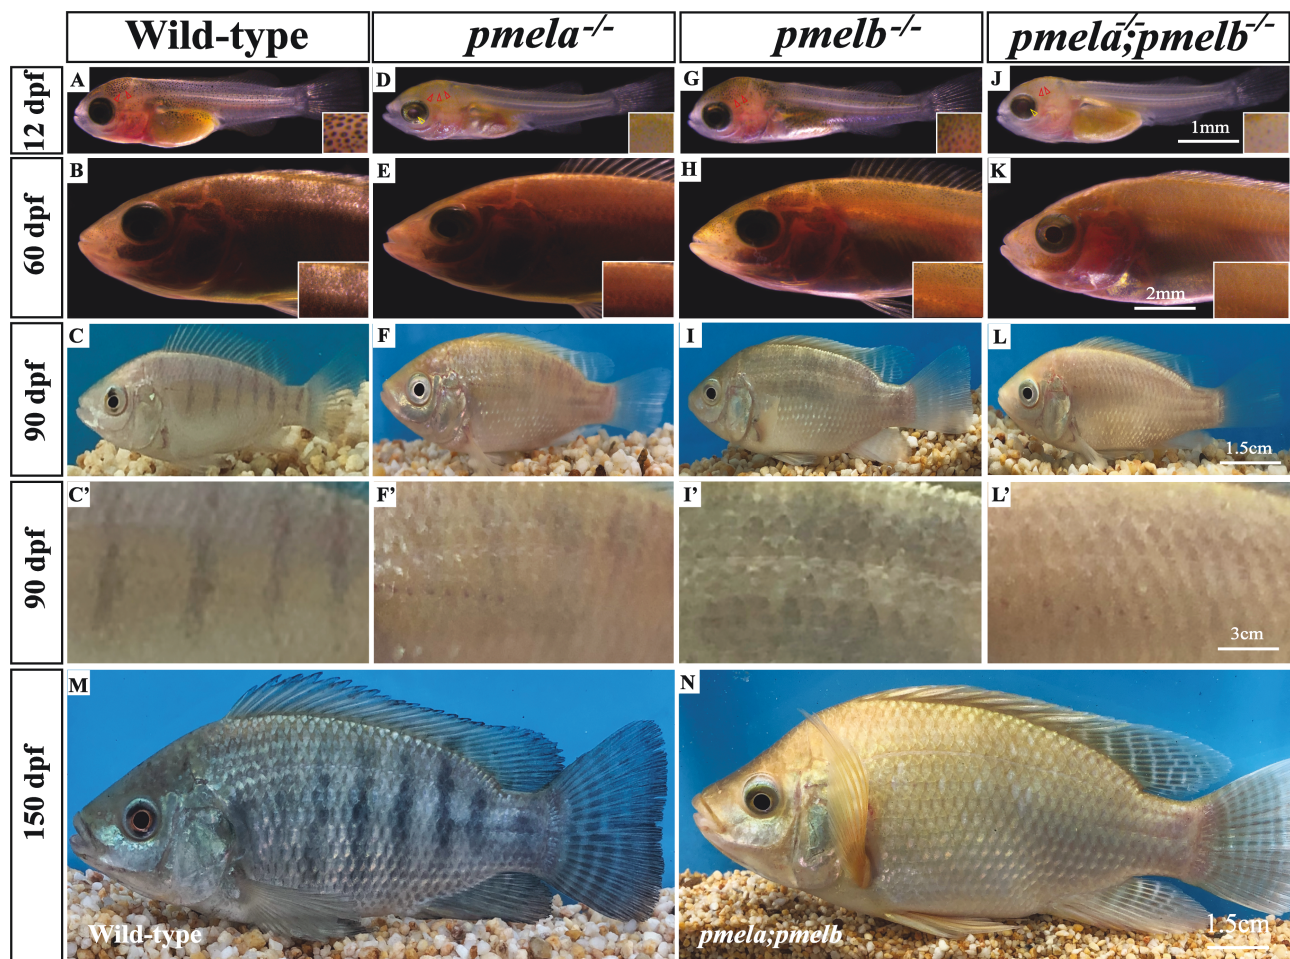 Wild-type pmela-/- pmelb-/- pmela-/-;pmelb-/-
12 dpf
A D G J
1mm
60 dpf
B E H K
2mm
90 dpf
C F I L
1.5cm
90 dpf
C' F' I' L'
3cm
150 dpf
M N
Wild-type pmela;pmelb
1.5cm